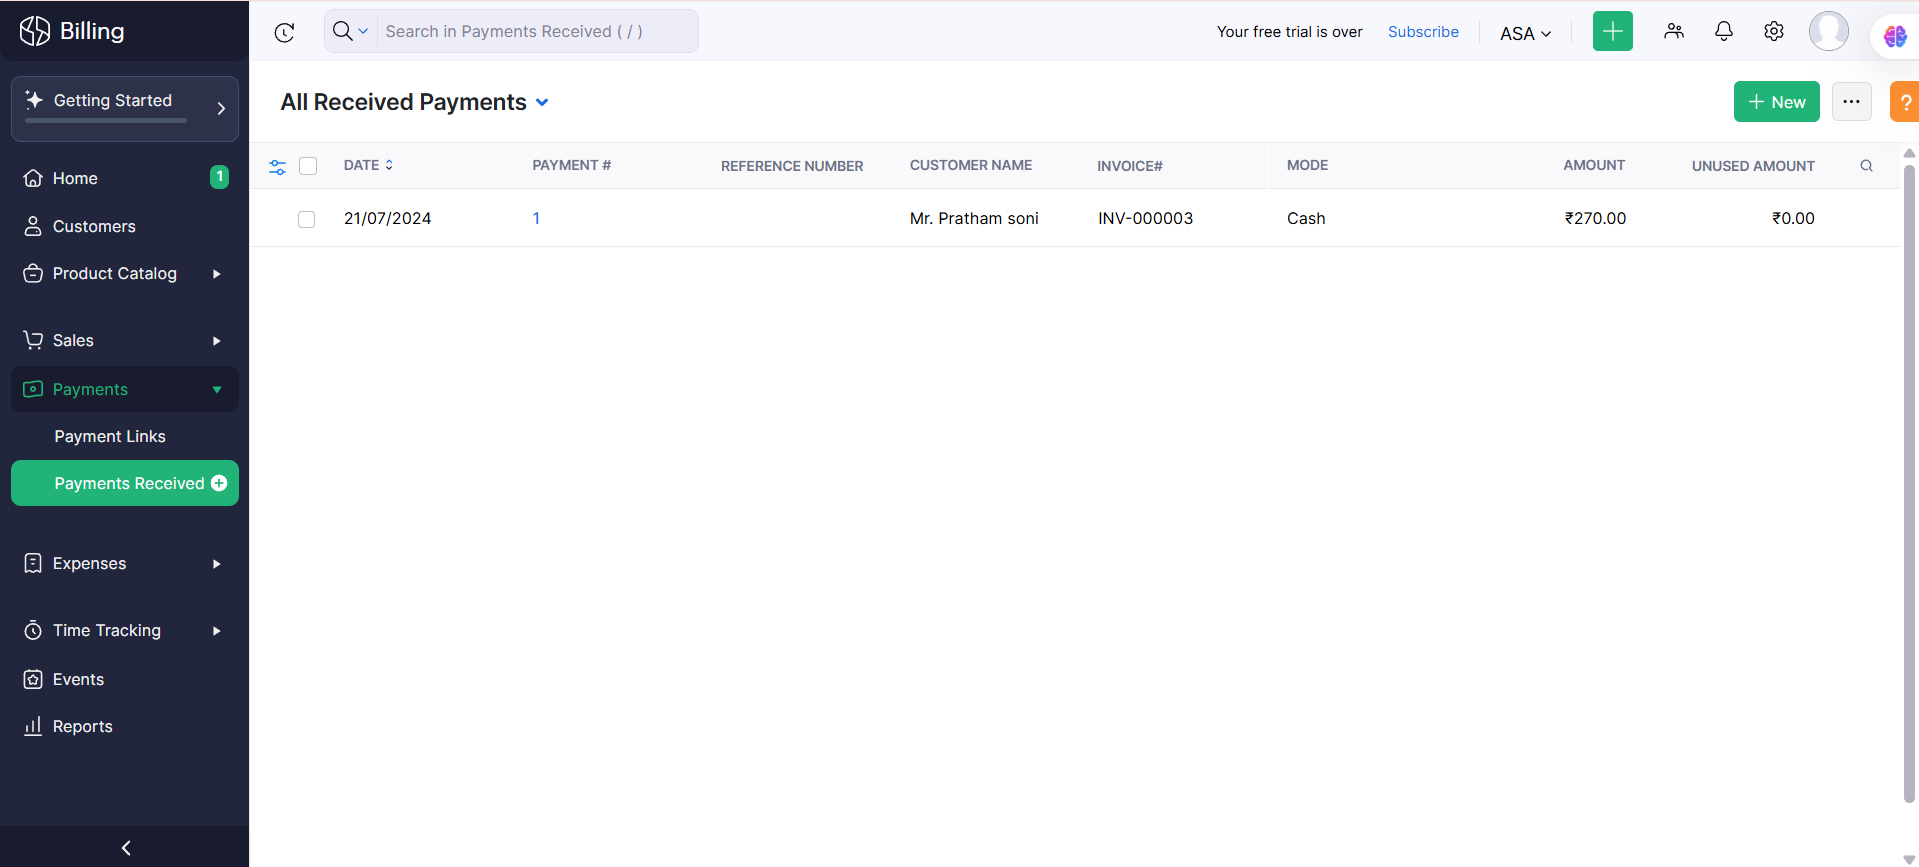 Billing
Search in Payments Received ( / )
Your free trial is over
Subscribe
ASA
Getting Started
All Received Payments
New
?
Home
1
Customers
Product Catalog
Sales
Payments
Payment Links
Payments Received
Expenses
Time Tracking
Events
Reports
DATE PAYMENT # REFERENCE NUMBER CUSTOMER NAME INVOICE# MODE AMOUNT UNUSED AMOUNT
21/07/2024 1 Mr. Pratham soni INV-000003 Cash ₹270.00 ₹0.00